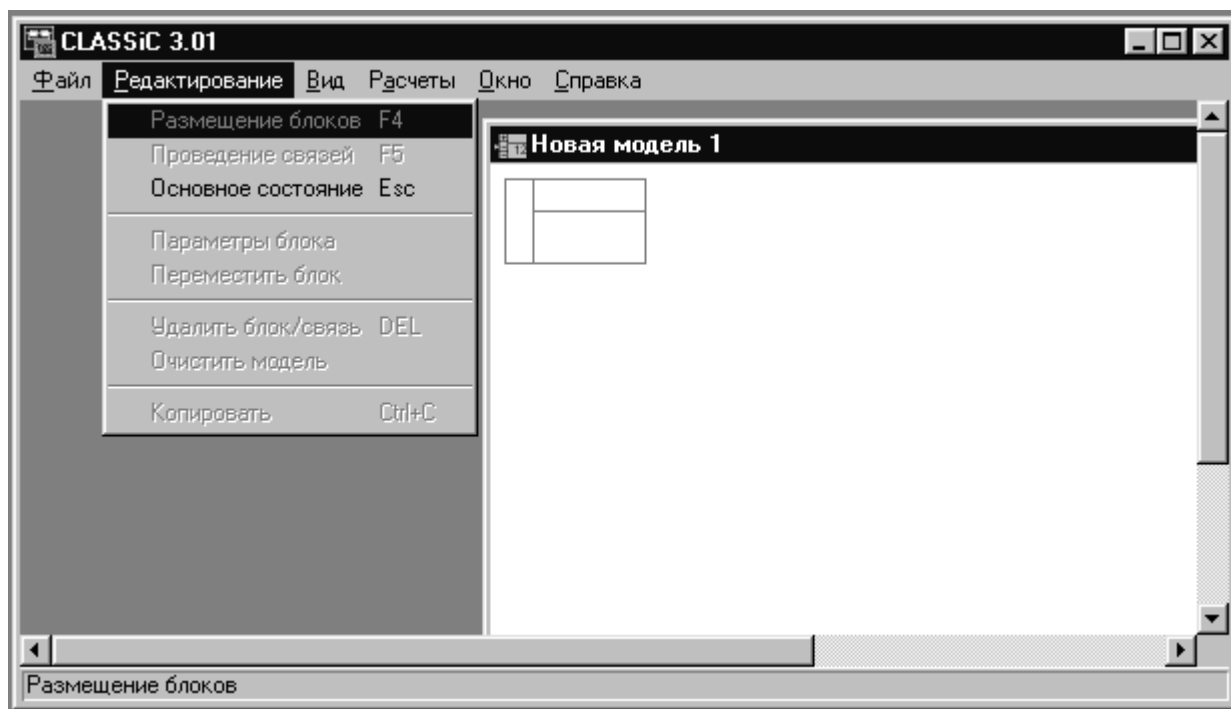 CLASSiC 3.01
Файл Редактирование Вид Расчеты Окно Справка
Размещение блоков F4
Проведение связей F5
Основное состояние Esc
Параметры блока
Переместить блок
Удалить блок/связь DEL
Очистить модель
Копировать Ctrl+C
Новая модель 1
Размещение блоков